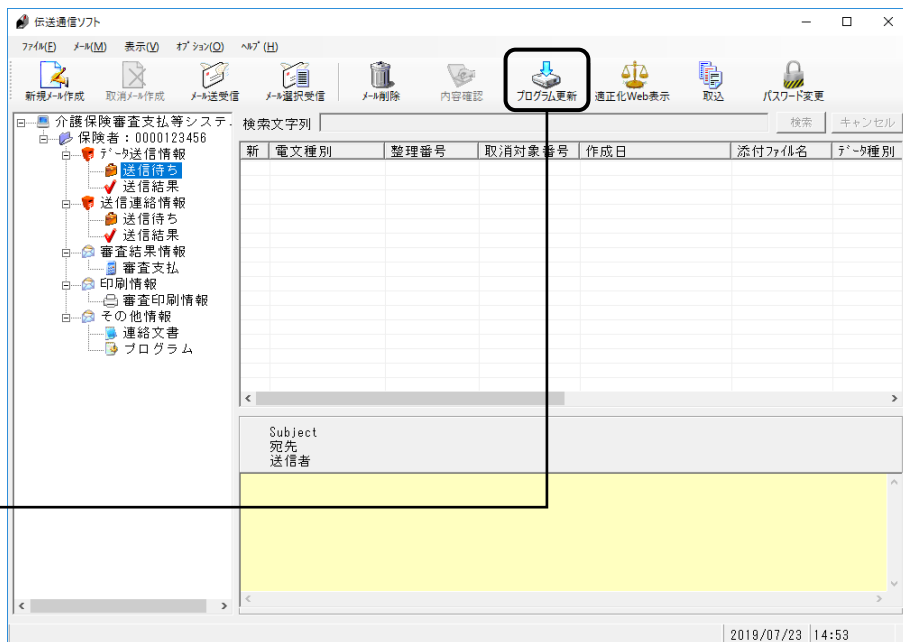 伝送通信ソフト
ﾌｧｲﾙ(F) ﾒｰﾙ(M) 表示(V) ｵﾌﾟｼｮﾝ(O) ﾍﾙﾌﾟ(H)
新規ﾒｰﾙ作成 取消ﾒｰﾙ作成 ﾒｰﾙ送受信 ﾒｰﾙ選択受信 ﾒｰﾙ削除 内容確認 ﾌﾟﾛｸﾞﾗﾑ更新 適正化Web表示 取込 ﾊﾟｽﾜｰﾄﾞ変更
介護保険審査支払等システ.
保険者：0000123456
ﾃﾞｰﾀ送信情報
送信待ち
送信結果
送信連絡情報
送信待ち
送信結果
審査結果情報
審査支払
印刷情報
審査印刷情報
その他情報
連絡文書
プログラム
検索文字列 検索 キャンセル
新 電文種別 整理番号 取消対象番号 作成日 添付ﾌｧｲﾙ名 ﾃﾞｰﾀ種別
Subject
宛先
送信者
2019/07/23 14:53